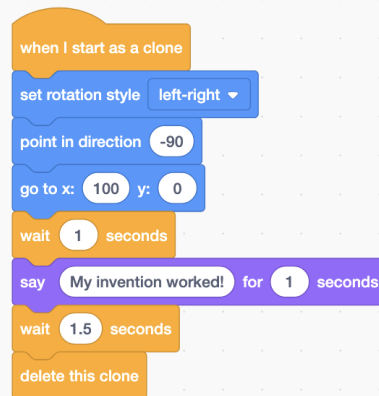 when I start as a clone
set rotation style left-right
point in direction -90
go to x: 100 y: 0
wait 1 seconds
say My invention worked! for 1 seconds
wait 1.5 seconds
delete this clone